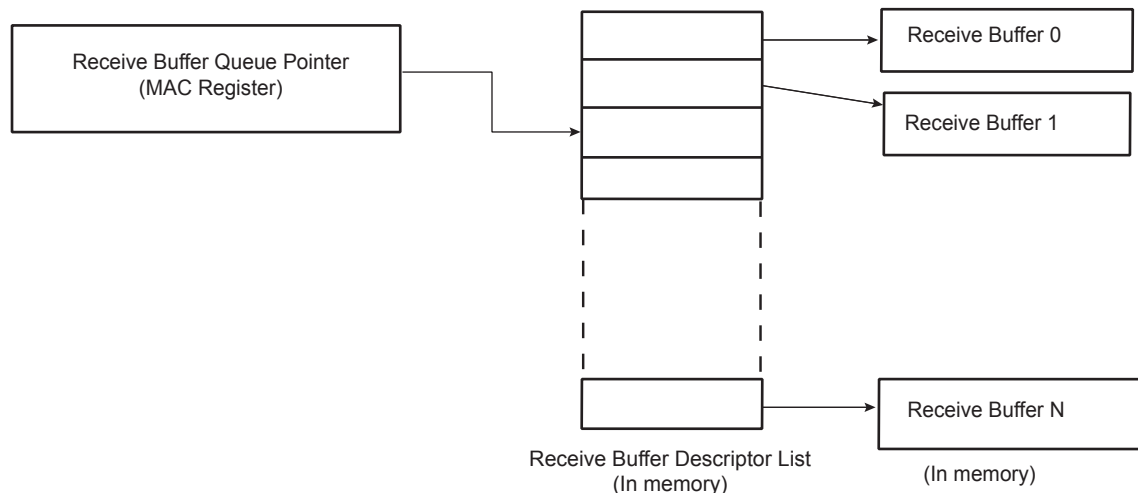 Receive Buffer Queue Pointer
(MAC Register)
Receive Buffer 0
Receive Buffer 1
Receive Buffer N
Receive Buffer Descriptor List
(In memory)
(In memory)